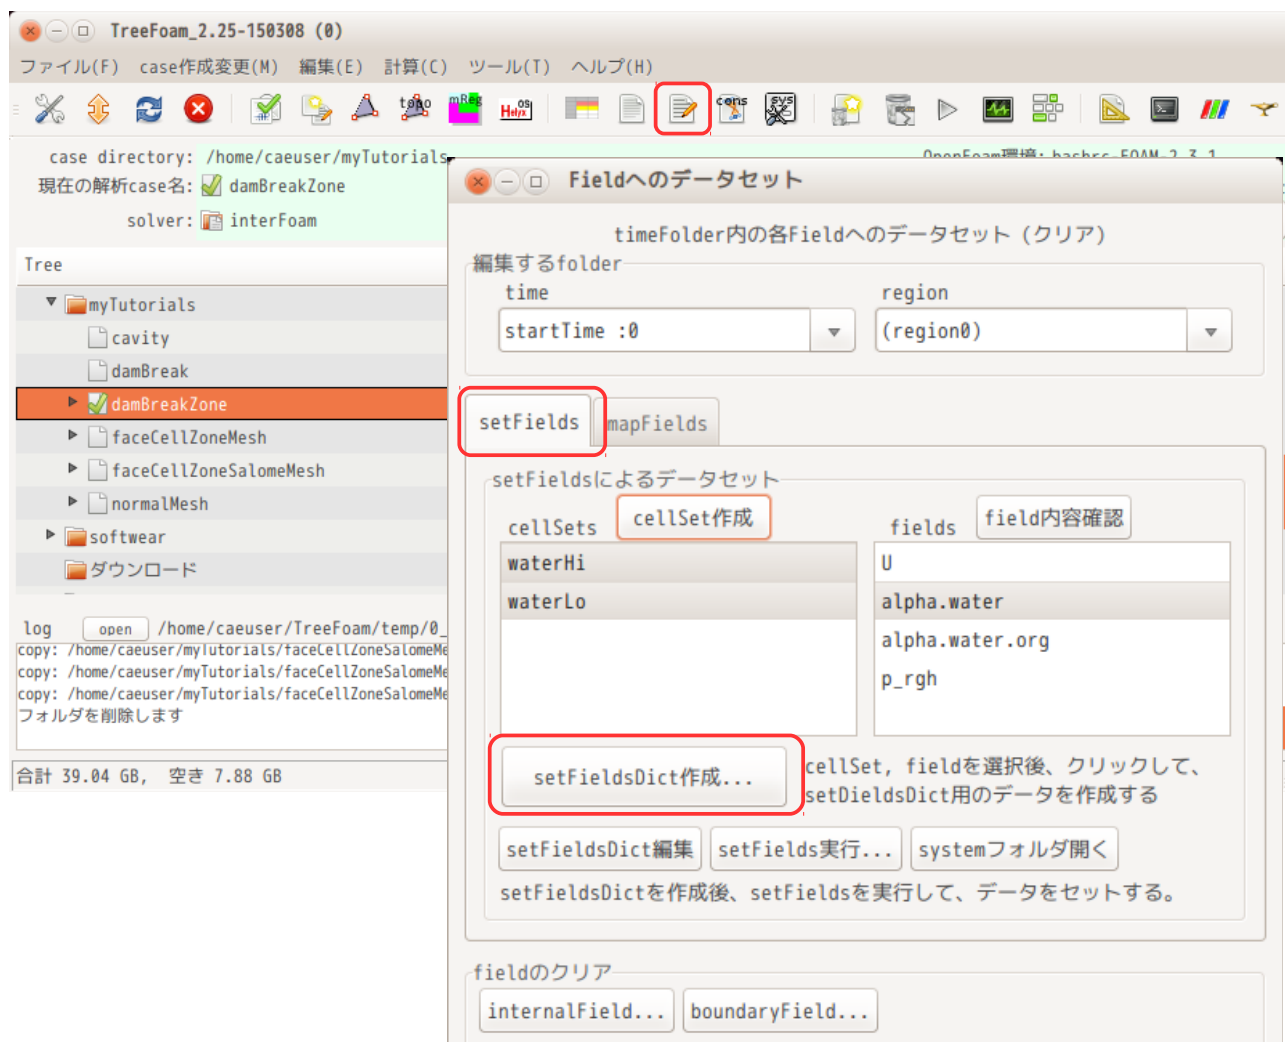 TreeFoam_2.25-150308 (0)
ファイル(F) case作成変更(M) 編集(E) 計算(C) ツール(T) ヘルプ(H)
topo mReg Helyx OS cons sys
case directory: /home/caeuser/myTutorials
OpenFoam環境: bashrc-FOAM-2.3.1
現在の解析case名: damBreakZone
solver: interFoam
Tree
myTutorials
cavity
damBreak
damBreakZone
faceCellZoneMesh
faceCellZoneSalomeMesh
normalMesh
softwear
ダウンロード
log open /home/caeuser/TreeFoam/temp/0_
copy: /home/caeuser/myTutorials/faceCellZoneSalomeMe
copy: /home/caeuser/myTutorials/faceCellZoneSalomeMe
copy: /home/caeuser/myTutorials/faceCellZoneSalomeMe
フォルダを削除します
合計 39.04 GB, 空き 7.88 GB
Fieldへのデータセット
timeFolder内の各Fieldへのデータセット (クリア)
編集するfolder
time region
startTime :0 (region0)
setFields mapFields
setFieldsによるデータセット
cellSets cellSet作成 fields field内容確認
waterHi
waterLo
U
alpha.water
alpha.water.org
p_rgh
setFieldsDict作成...
cellSet, fieldを選択後、クリックして、
setDieldsDict用のデータを作成する
setFieldsDict編集 setFields実行... systemフォルダ開く
setFieldsDictを作成後、setFieldsを実行して、データをセットする。
fieldのクリア
internalField... boundaryField...